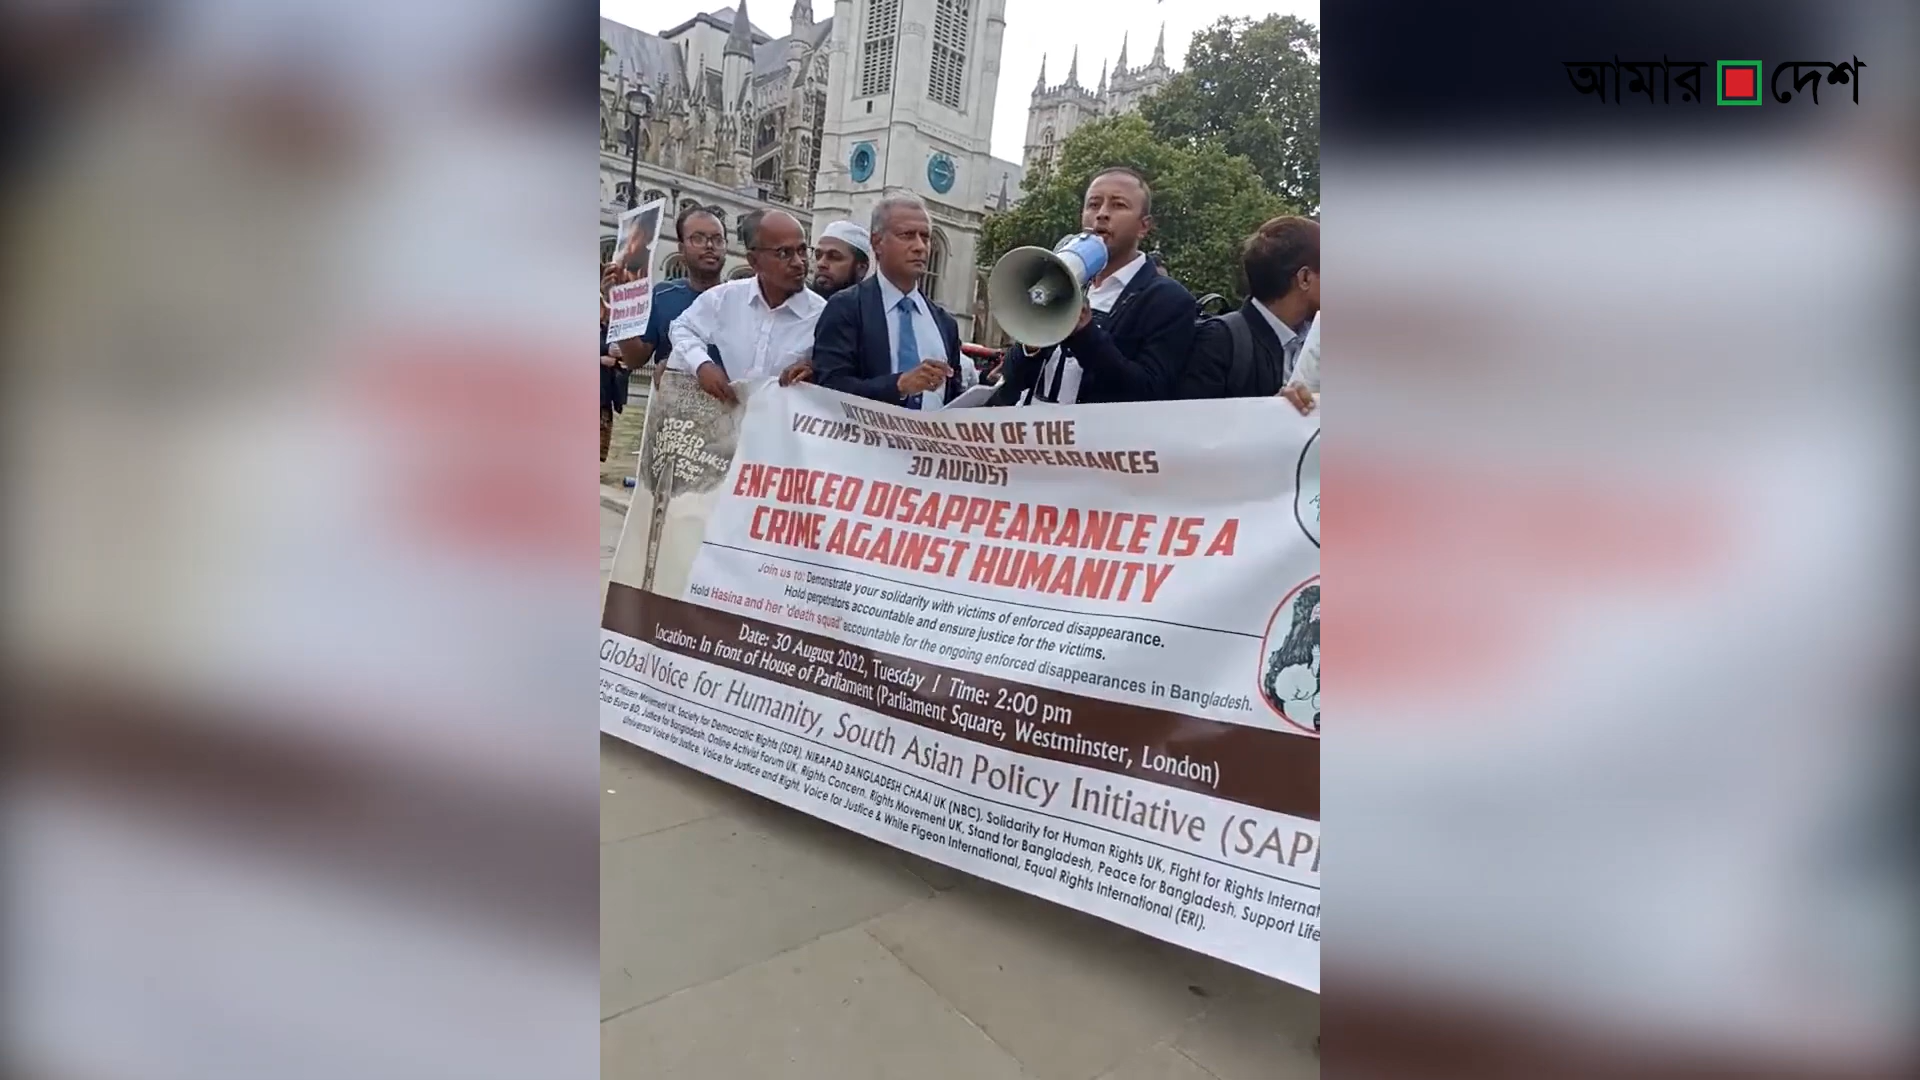 আমার দেশ
STOP
ENFORCED
DISAPPEARANCES
INTERNATIONAL DAY OF THE
VICTIMS OF ENFORCED DISAPPEARANCES
30 AUGUST
ENFORCED DISAPPEARANCE IS A
CRIME AGAINST HUMANITY
Join us to: Demonstrate your solidarity with victims of enforced disappearance.
Hold perpetrators accountable and ensure justice for the victims.
Hold Hasina and her 'death squad' accountable for the ongoing enforced disappearances in Bangladesh.
Date: 30 August 2022, Tuesday / Time: 2:00 pm
Location: In front of House of Parliament (Parliament Square, Westminster, London)
Global Voice for Humanity, South Asian Policy Initiative (SAPI
by: Citizen Movement UK, Society for Democratic Rights (SDR), NIRAPAD BANGLADESH CHAAI UK (NBC), Solidarity for Human Rights UK, Fight for Rights Internat
Club Euro BD, Justice for Bangladesh, Online Activist Forum UK, Rights Concern, Rights Movement UK, Stand for Bangladesh, Peace for Bangladesh, Support Life
Universal Voice for Justice, Voice for Justice and Right, Voice for Justice & White Pigeon International, Equal Rights International (ERI).